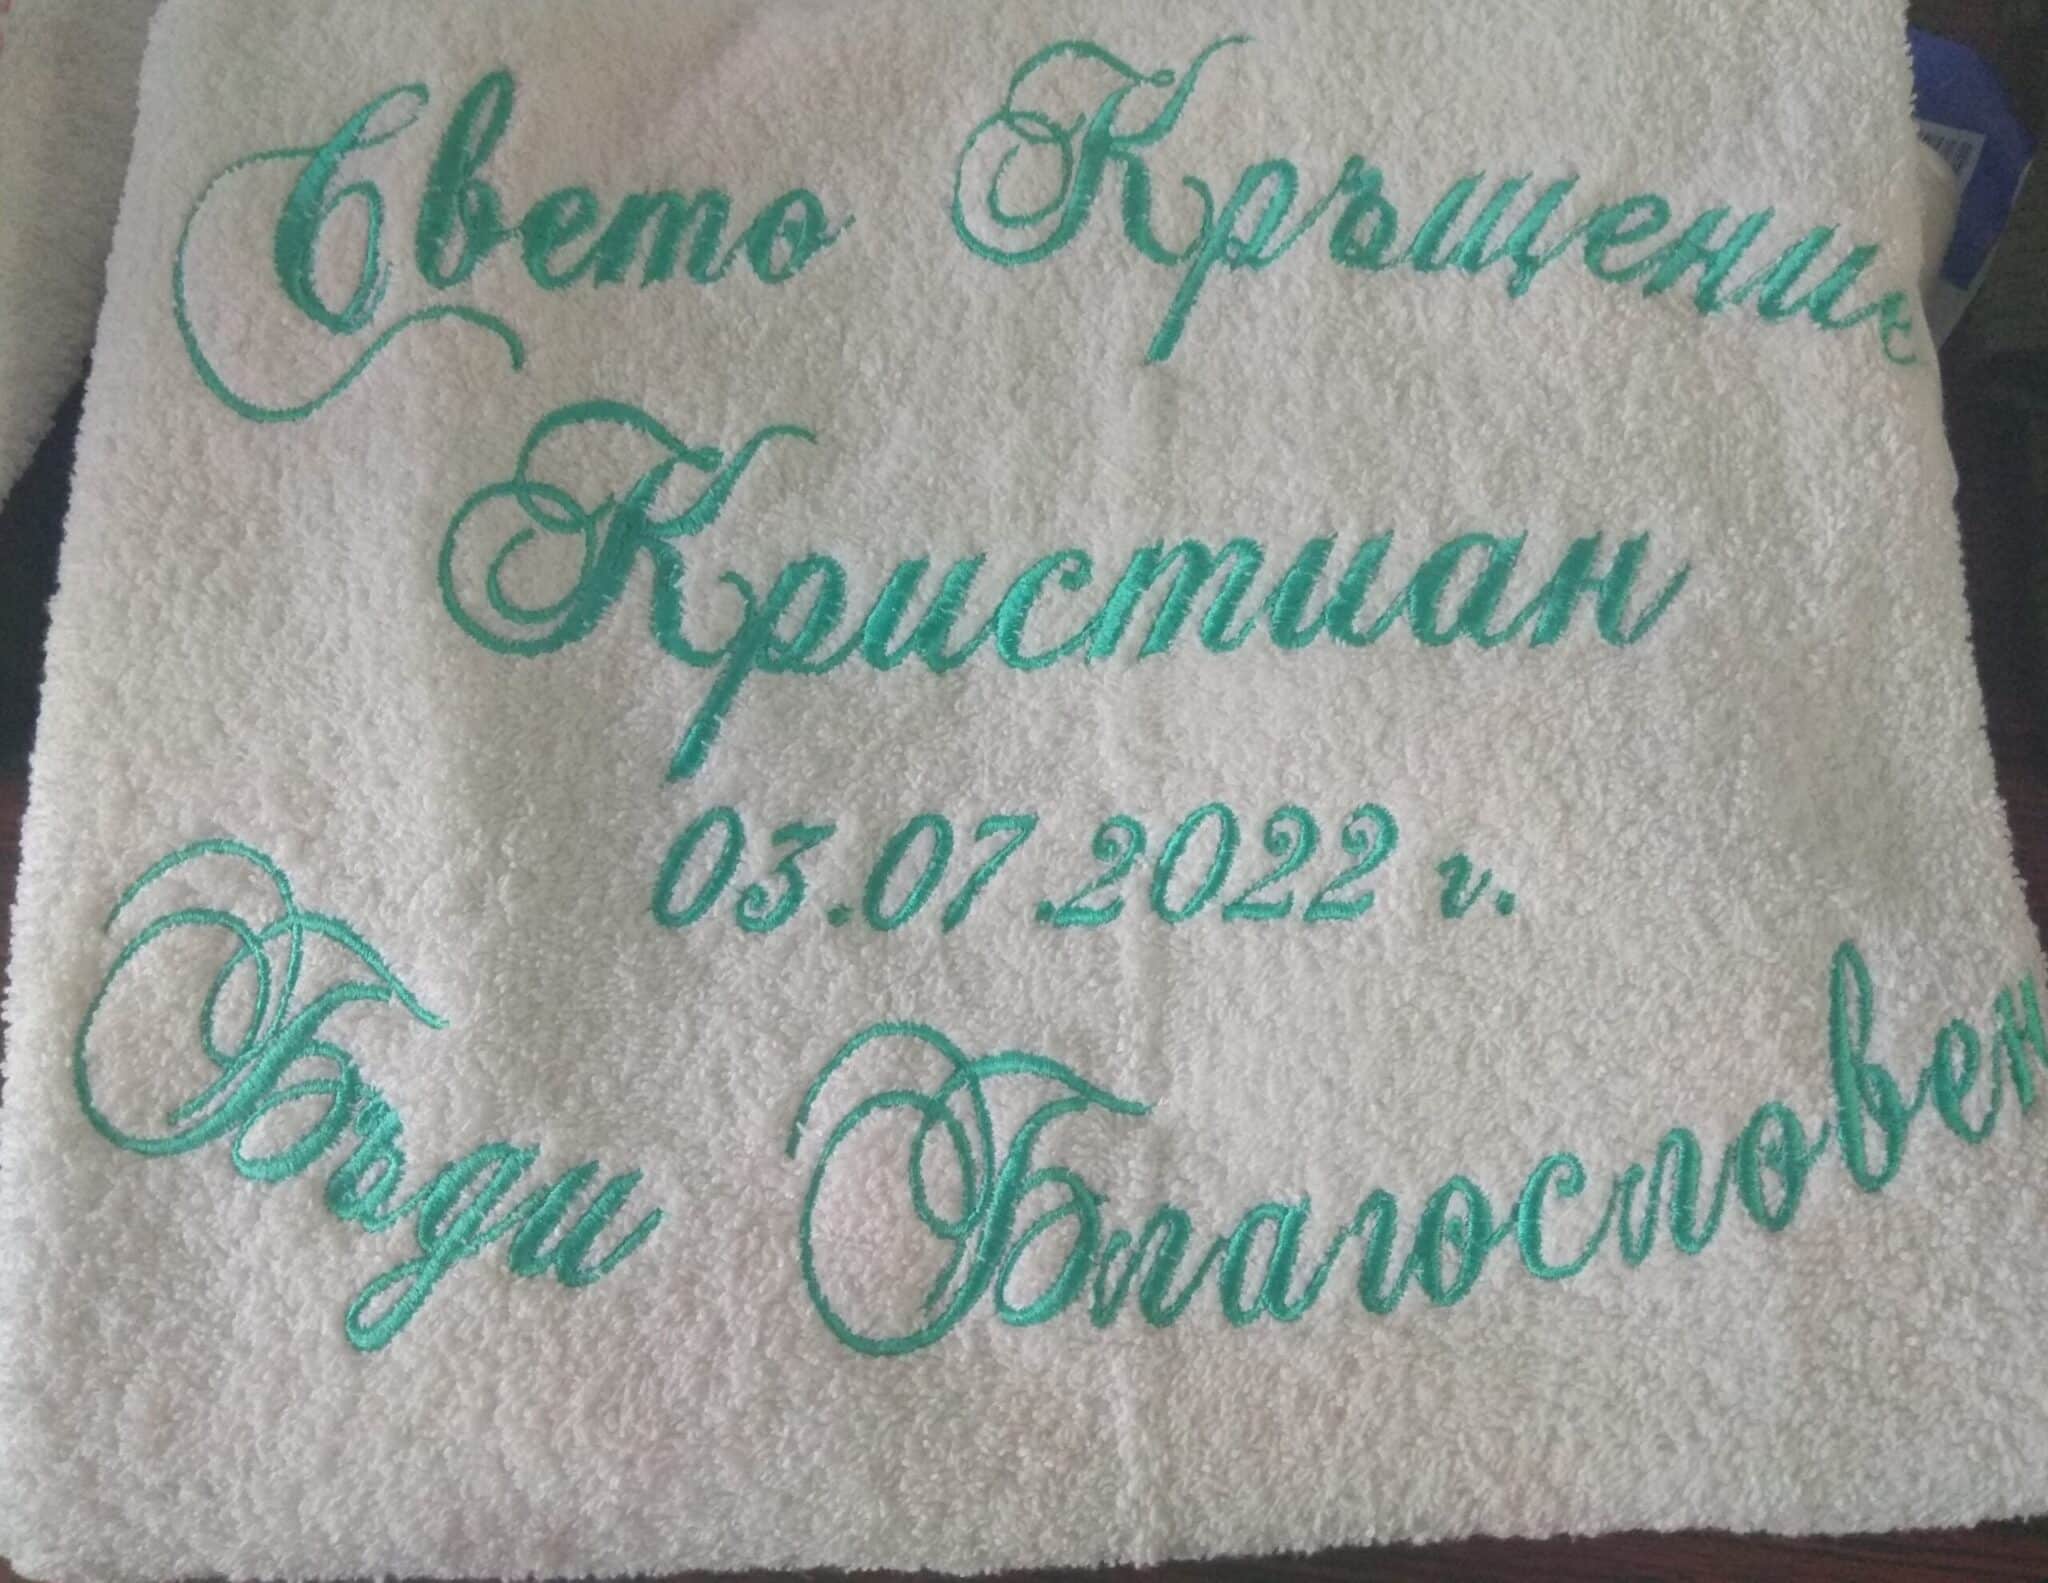 Свето Кръщение
Кристиан
03.07.2022 г.
Бъди Благословен